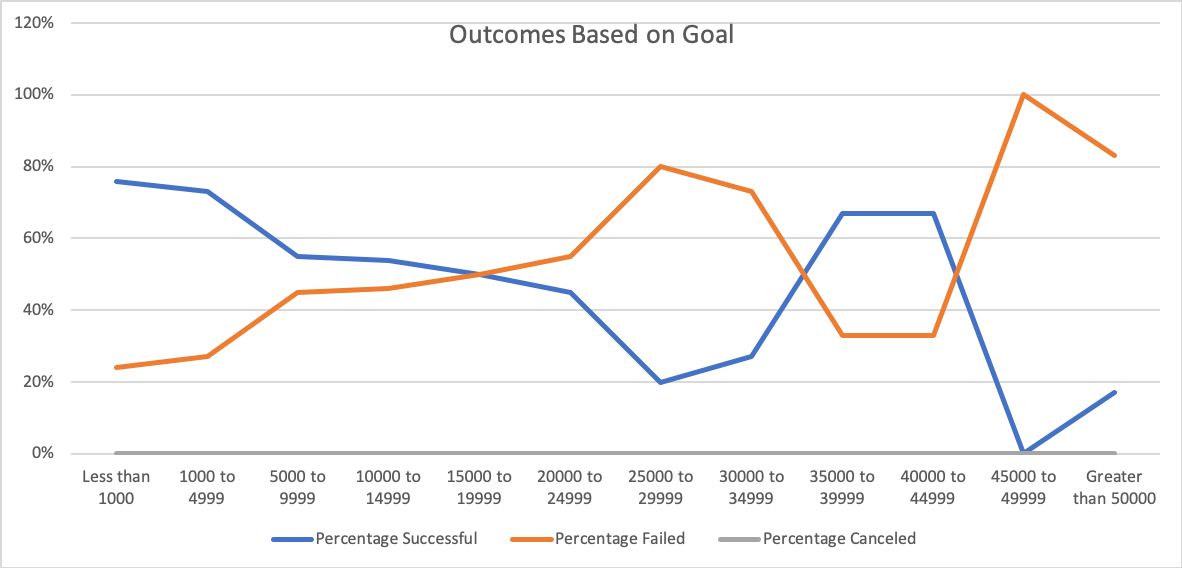 Outcomes Based on Goal
120%
100%
80%
60%
40%
20%
0%
Less than
1000
1000 to
4999
5000 to
9999
10000 to
14999
15000 to
19999
20000 to
24999
25000 to
29999
30000 to
34999
35000 to
39999
40000 to
44999
45000 to
49999
Greater
than 50000
Percentage Successful
Percentage Failed
Percentage Canceled